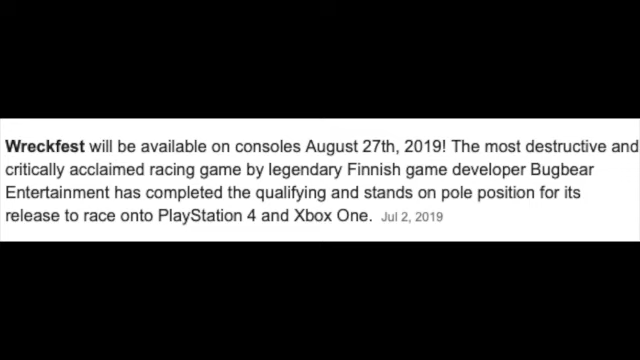 Wreckfest will be available on consoles August 27th, 2019! The most destructive and
critically acclaimed racing game by legendary Finnish game developer Bugbear
Entertainment has completed the qualifying and stands on pole position for its
release to race onto PlayStation 4 and Xbox One. Jul 2, 2019